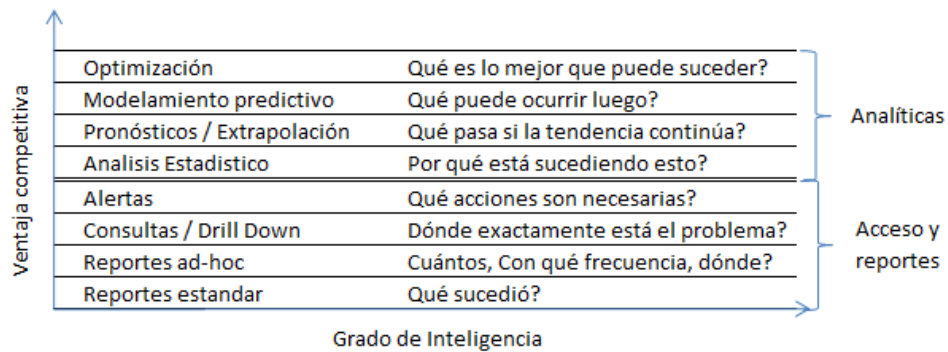 Ventaja competitiva
Optimización Qué es lo mejor que puede suceder?
Modelamiento predictivo Qué puede ocurrir luego?
Pronósticos / Extrapolación Qué pasa si la tendencia continúa?
Analisis Estadistico Por qué está sucediendo esto?
Analíticas
Alertas Qué acciones son necesarias?
Consultas / Drill Down Dónde exactamente está el problema?
Reportes ad-hoc Cuántos, Con qué frecuencia, dónde?
Reportes estandar Qué sucedió?
Acceso y
reportes
Grado de Inteligencia